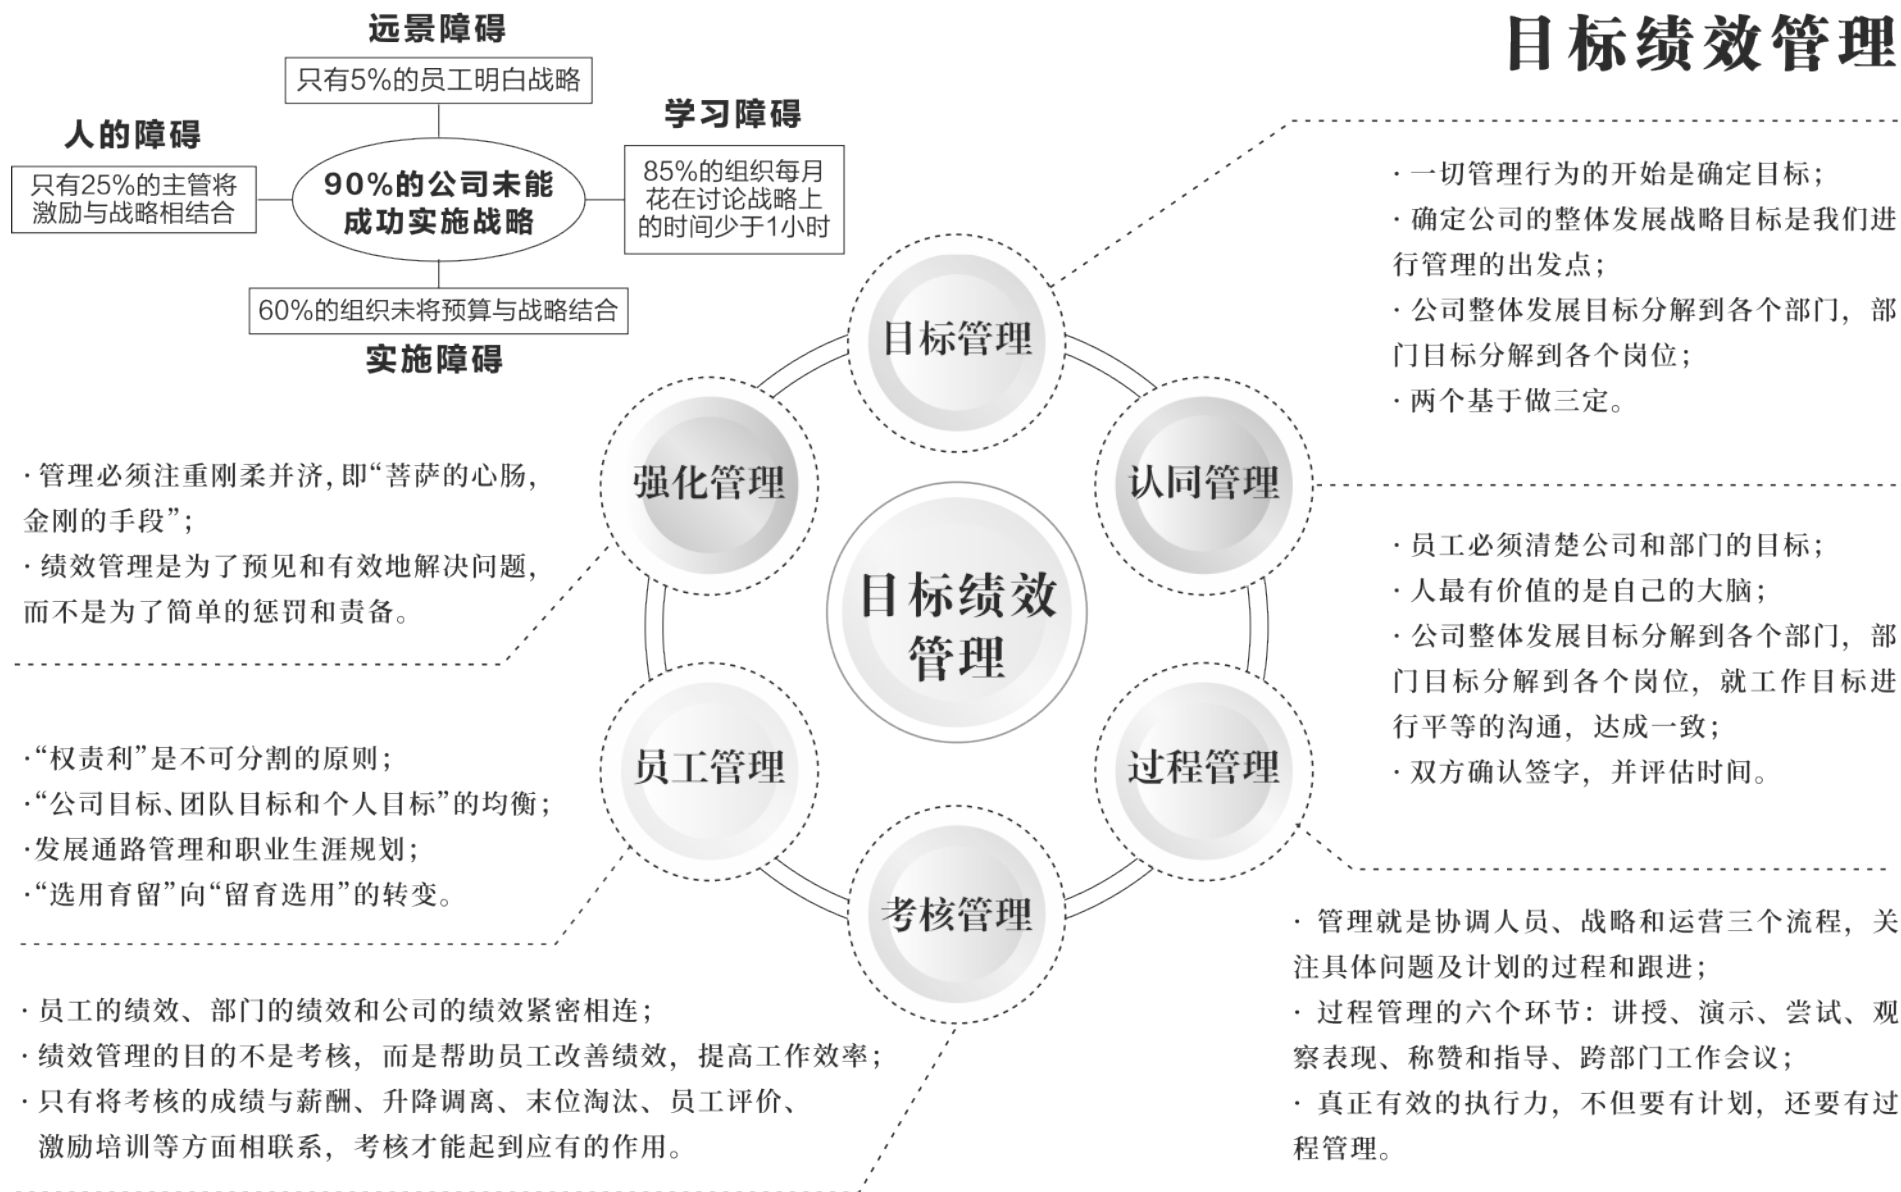 目标绩效管理
远景障碍
只有5%的员工明白战略
人的障碍
只有25%的主管将
激励与战略相结合
90%的公司未能
成功实施战略
学习障碍
85%的组织每月
花在讨论战略上
的时间少于1小时
60%的组织未将预算与战略结合
实施障碍
目标管理
· 一切管理行为的开始是确定目标；
· 确定公司的整体发展战略目标是我们进
行管理的出发点；
· 公司整体发展目标分解到各个部门，部
门目标分解到各个岗位；
· 两个基于做三定。
认同管理
· 员工必须清楚公司和部门的目标；
· 人最有价值的是自己的大脑；
· 公司整体发展目标分解到各个部门，部
门目标分解到各个岗位，就工作目标进
行平等的沟通，达成一致；
· 双方确认签字，并评估时间。
过程管理
· 管理就是协调人员、战略和运营三个流程，关
注具体问题及计划的过程和跟进；
· 过程管理的六个环节：讲授、演示、尝试、观
察表现、称赞和指导、跨部门工作会议；
· 真正有效的执行力，不但要有计划，还要有过
程管理。
考核管理
· 员工的绩效、部门的绩效和公司的绩效紧密相连；
· 绩效管理的目的不是考核，而是帮助员工改善绩效，提高工作效率；
· 只有将考核的成绩与薪酬、升降调离、末位淘汰、员工评价、
激励培训等方面相联系，考核才能起到应有的作用。
员工管理
·“权责利”是不可分割的原则；
·“公司目标、团队目标和个人目标”的均衡；
·发展通路管理和职业生涯规划；
·“选用育留”向“留育选用”的转变。
强化管理
· 管理必须注重刚柔并济，即“菩萨的心肠，
金刚的手段”；
· 绩效管理是为了预见和有效地解决问题，
而不是为了简单的惩罚和责备。
目标绩效
管理